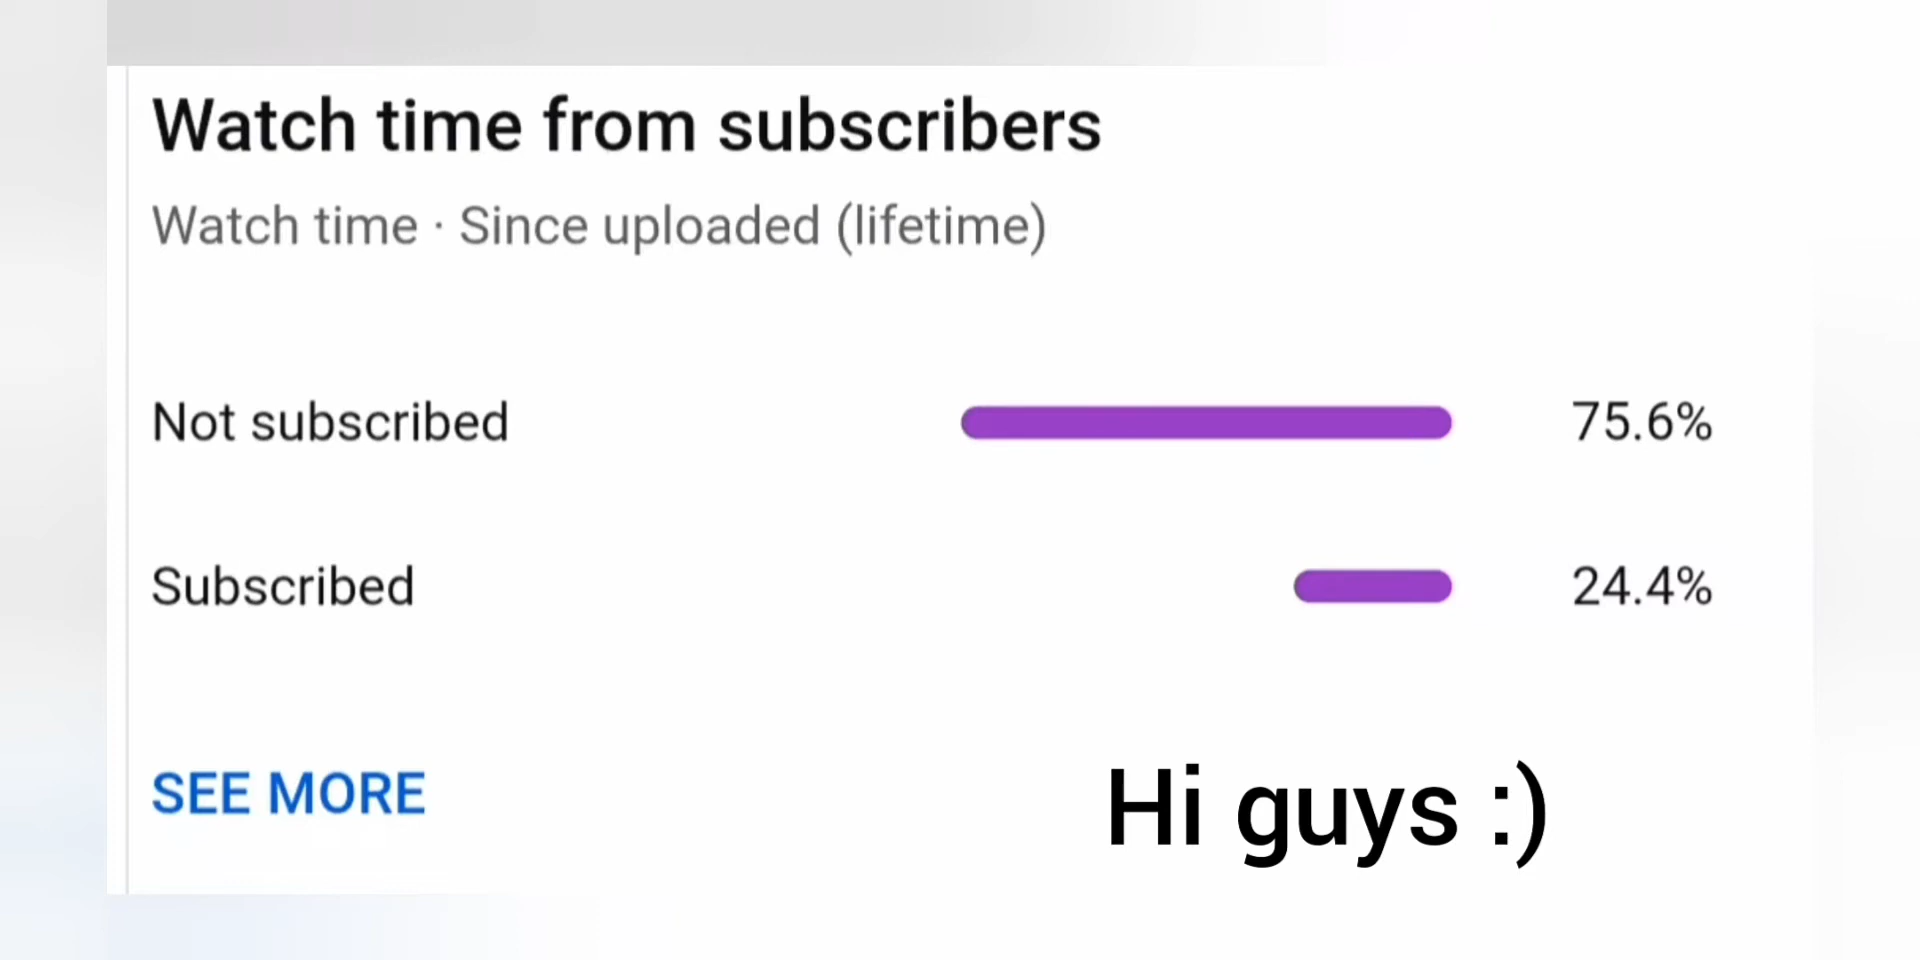 Watch time from subscribers
Watch time · Since uploaded (lifetime)
Not subscribed 75.6%
Subscribed 24.4%
SEE MORE
Hi guys :)